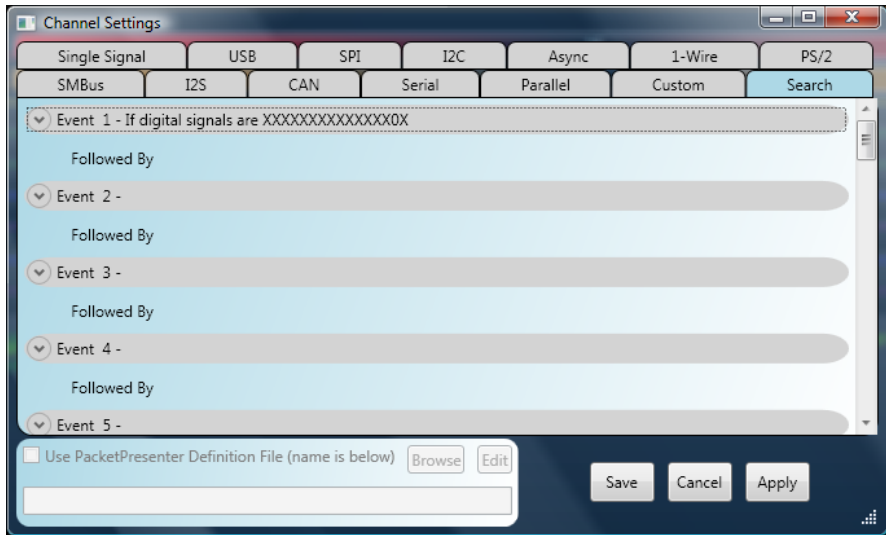 Channel Settings
Single Signal USB SPI I2C Async 1-Wire PS/2
SMBus I2S CAN Serial Parallel Custom Search
Event 1 - If digital signals are XXXXXXXXXXXXXX0X
Followed By
Event 2 -
Followed By
Event 3 -
Followed By
Event 4 -
Followed By
Event 5 -
Use PacketPresenter Definition File (name is below) Browse Edit
Save Cancel Apply